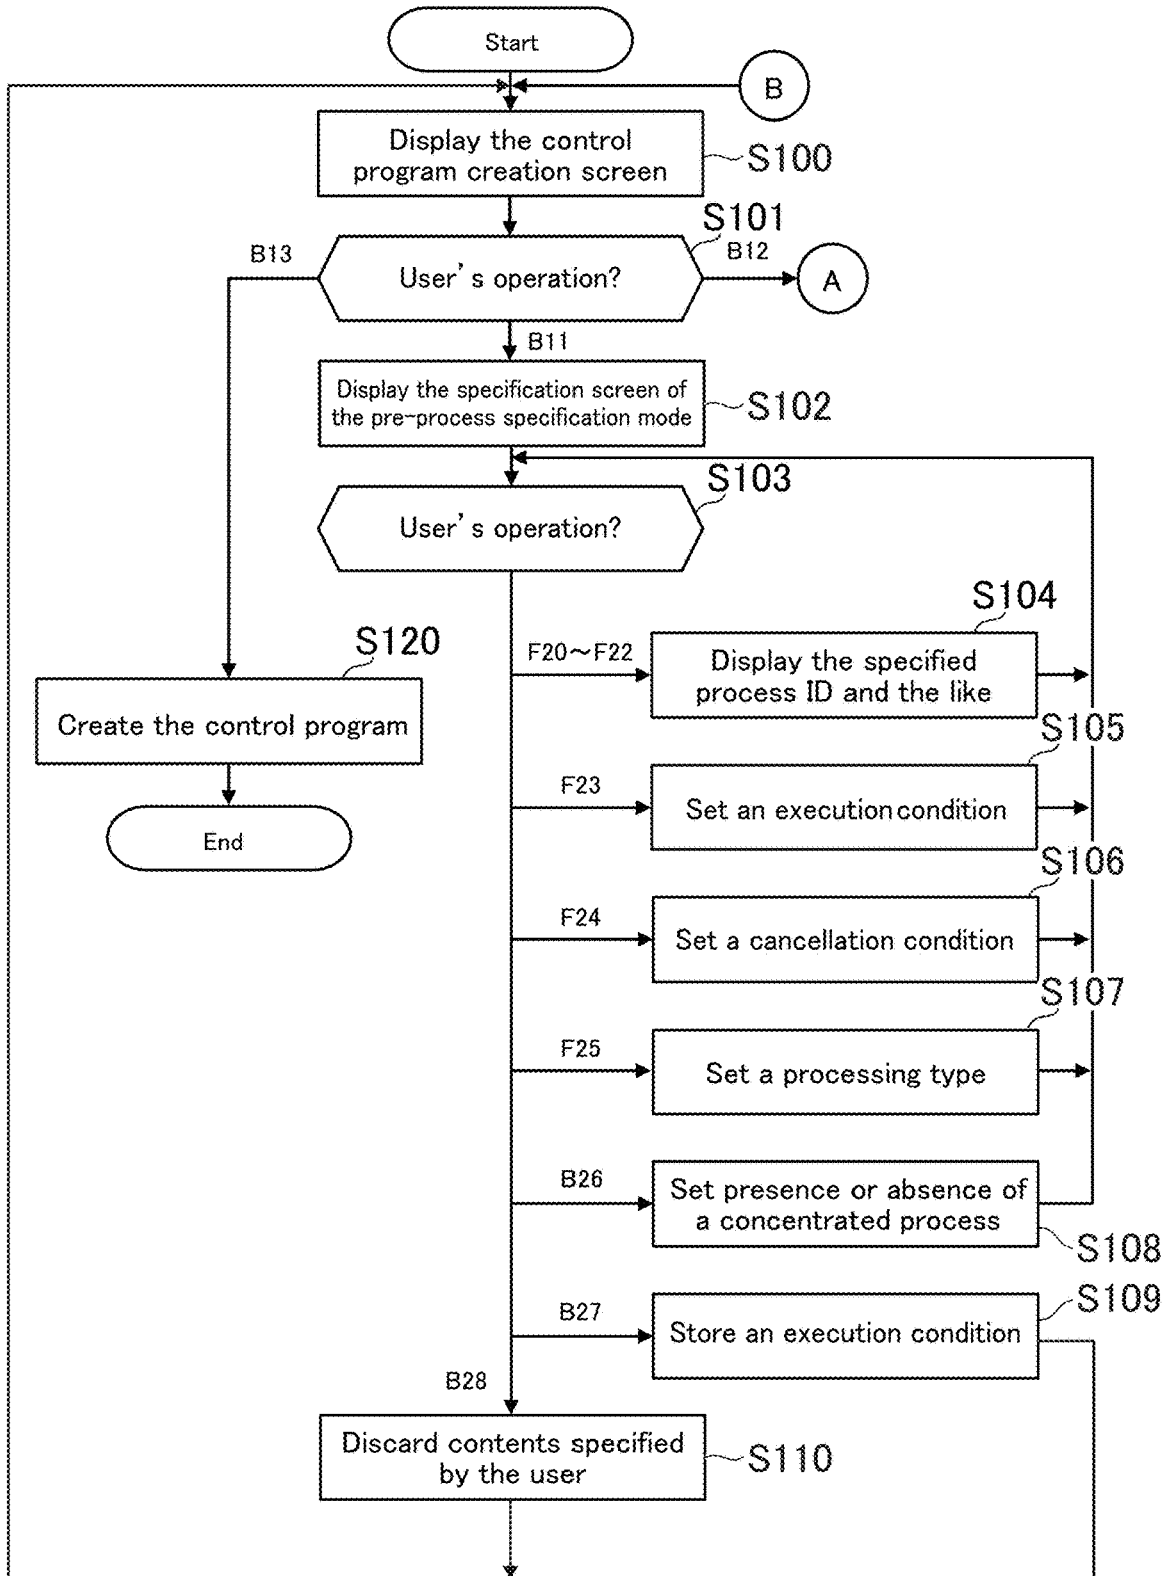 Start
B
Display the control
program creation screen
S100
S101
B13
User's operation?
B12
A
B11
Display the specification screen of
the pre-process specification mode
S102
S103
User's operation?
S104
F20～F22
Display the specified
process ID and the like
S120
Create the control program
S105
F23
Set an execution condition
End
S106
F24
Set a cancellation condition
S107
F25
Set a processing type
B26
Set presence or absence of
a concentrated process
S108
S109
B27
Store an execution condition
B28
Discard contents specified
by the user
S110